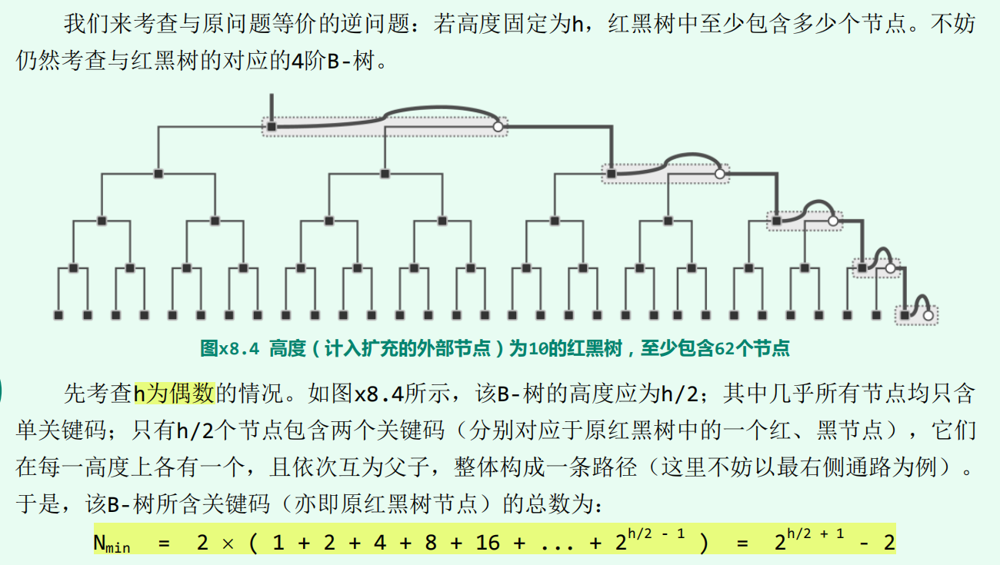 我们来考查与原问题等价的逆问题：若高度固定为h，红黑树中至少包含多少个节点。不妨
仍然考查与红黑树的对应的4阶B-树。
图x8.4 高度（计入扩充的外部节点）为10的红黑树，至少包含62个节点
先考查h为偶数的情况。如图x8.4所示，该B-树的高度应为h/2；其中几乎所有节点均只含
单关键码；只有h/2个节点包含两个关键码（分别对应于原红黑树中的一个红、黑节点），它们
在每一高度上各有一个，且依次互为父子，整体构成一条路径（这里不妨以最右侧通路为例）。
于是，该B-树所含关键码（亦即原红黑树节点）的总数为：
N_min = 2 × ( 1 + 2 + 4 + 8 + 16 + ... + 2^(h/2 - 1) ) = 2^(h/2 + 1) - 2